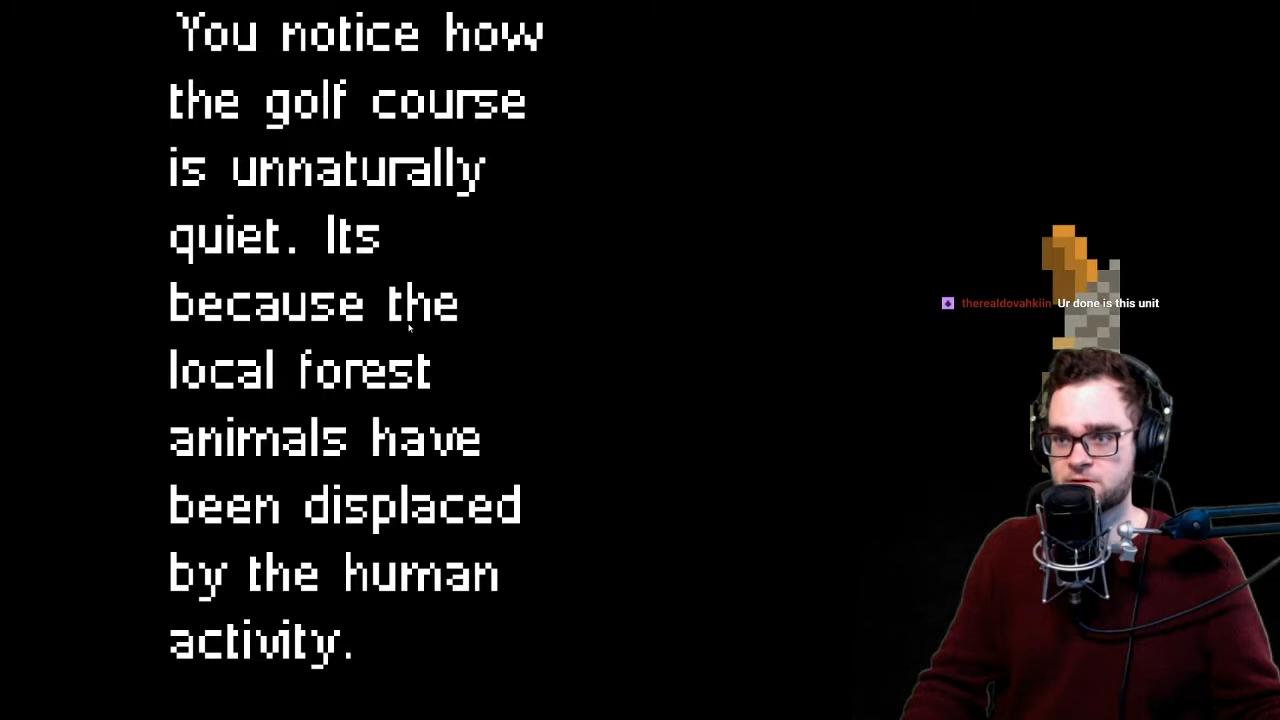 You notice how
the golf course
is unnaturally
quiet. Its
because the
local forest
animals have
been displaced
by the human
activity.
therealdovahkiin Ur done is this unit